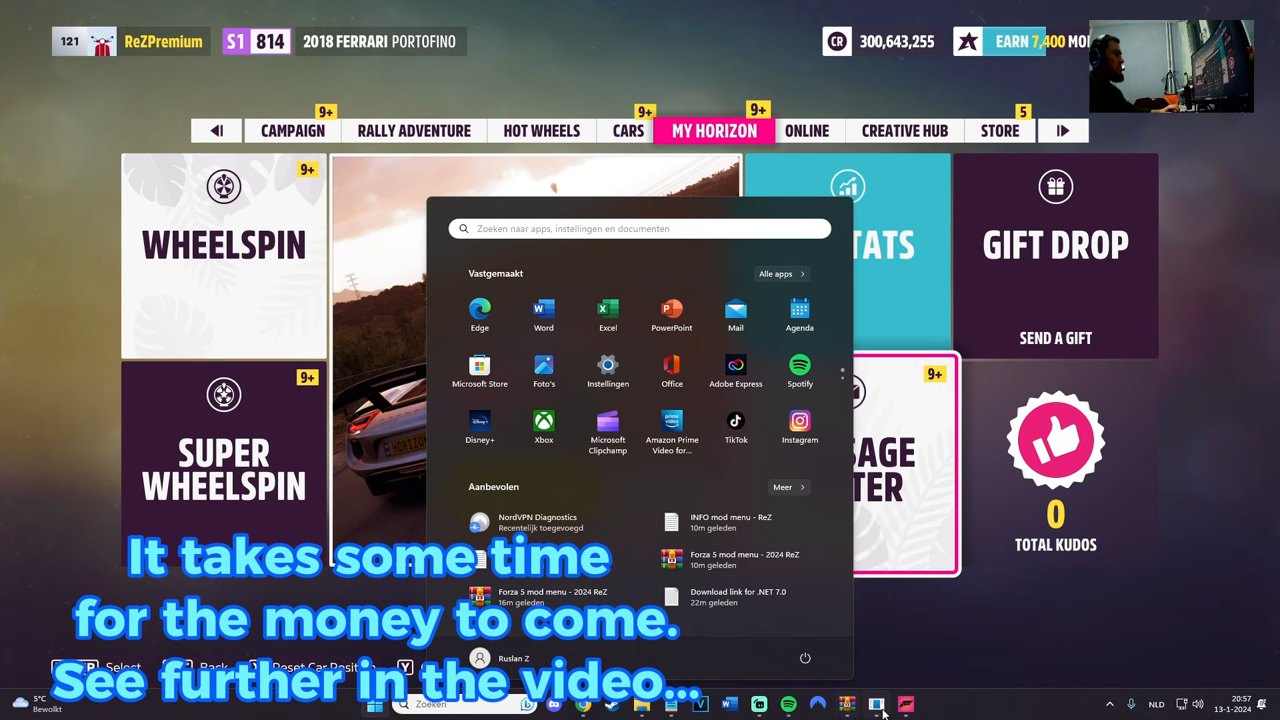 121 ReZPremium S1 814 2018 FERRARI PORTOFINO CR 300,643,255 EARN 7,400
9+ 9+ 9+ 5
CAMPAIGN RALLY ADVENTURE HOT WHEELS CARS MY HORIZON ONLINE CREATIVE HUB STORE
9+
WHEELSPIN
GIFT DROP
SEND A GIFT
9+
SUPER
WHEELSPIN
9+
0
TOTAL KUDOS
Zoeken naar apps, instellingen en documenten
Vastgemaakt Alle apps
Edge Word Excel PowerPoint Mail Agenda
Microsoft Store Foto's Instellingen Office Adobe Express Spotify
Disney+ Xbox Microsoft Clipchamp Amazon Prime Video for... TikTok Instagram
Aanbevolen Meer
NordVPN Diagnostics
Recentelijk toegevoegd
INFO mod menu - ReZ
10m geleden
Forza 5 mod menu - 2024 ReZ
10m geleden
Forza 5 mod menu - 2024 ReZ
16m geleden
Download link for .NET 7.0
22m geleden
Ruslan Z
It takes some time
for the money to come.
See further in the video...
Select Back Y Reset Car
5°C
Bewolkt
Zoeken
NLD
20:57
13-1-2024